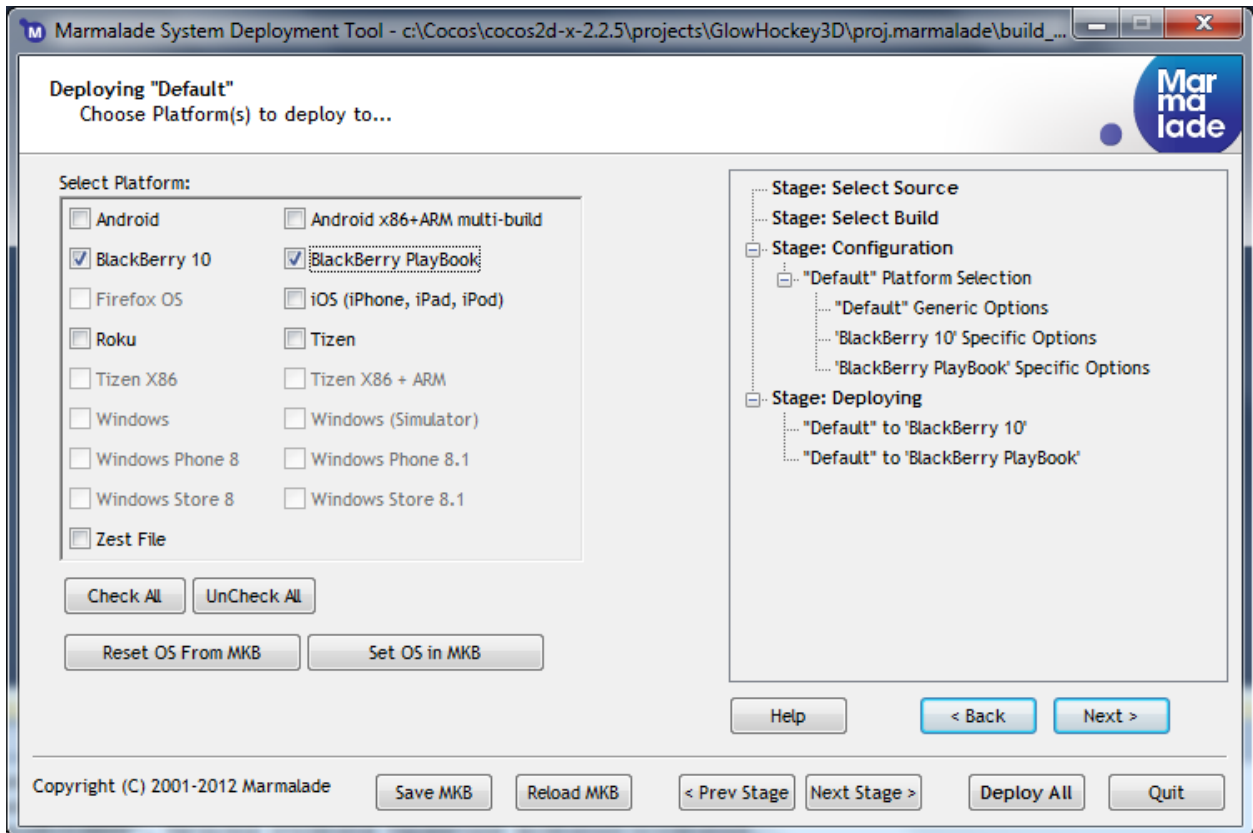 Marmalade System Deployment Tool - c:\Cocos\cocos2d-x-2.2.5\projects\GlowHockey3D\proj.marmalade\build_...
Deploying "Default"
Choose Platform(s) to deploy to...
Mar
ma
lade
Select Platform:
Android
Android x86+ARM multi-build
BlackBerry 10
BlackBerry PlayBook
Firefox OS
iOS (iPhone, iPad, iPod)
Roku
Tizen
Tizen X86
Tizen X86 + ARM
Windows
Windows (Simulator)
Windows Phone 8
Windows Phone 8.1
Windows Store 8
Windows Store 8.1
Zest File
Check All
UnCheck All
Reset OS From MKB
Set OS in MKB
Stage: Select Source
Stage: Select Build
Stage: Configuration
"Default" Platform Selection
"Default" Generic Options
'BlackBerry 10' Specific Options
'BlackBerry PlayBook' Specific Options
Stage: Deploying
"Default" to 'BlackBerry 10'
"Default" to 'BlackBerry PlayBook'
Help
< Back
Next >
Copyright (C) 2001-2012 Marmalade
Save MKB
Reload MKB
< Prev Stage
Next Stage >
Deploy All
Quit